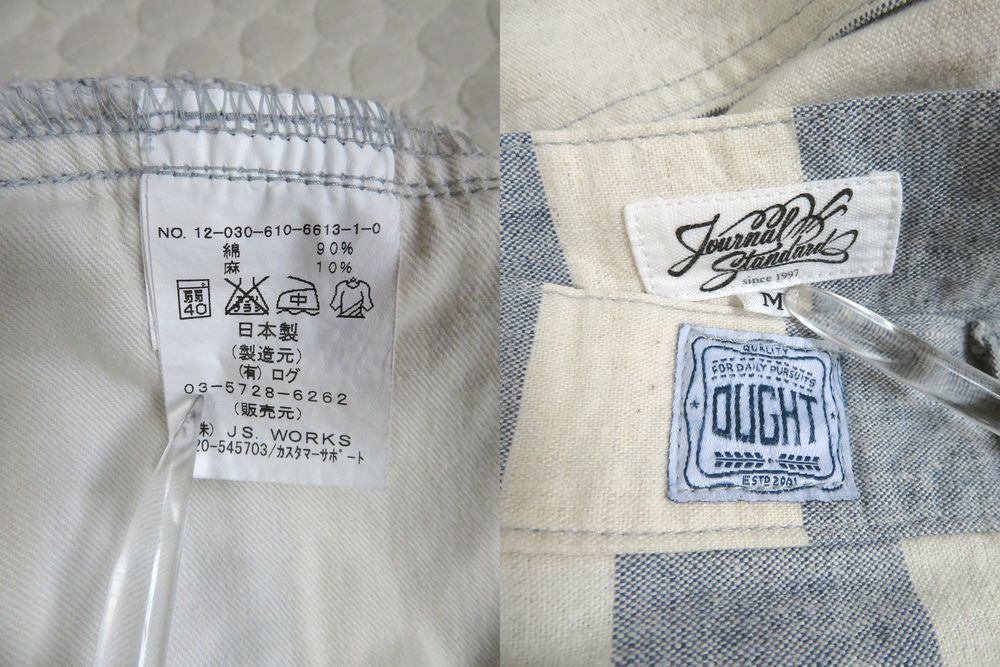 NO. 12-030-610-6613-1-0
綿 90%
麻 10%
弱
40
中
日本製
(製造元)
(有) ログ
03-5728-6262
(販売元)
株) J.S. WORKS
20-545703/カスタマーサポート
Journal
Standard
since 1997
M
QUALITY
FOR DAILY PURSUITS
OUGHT
ESTD 2001